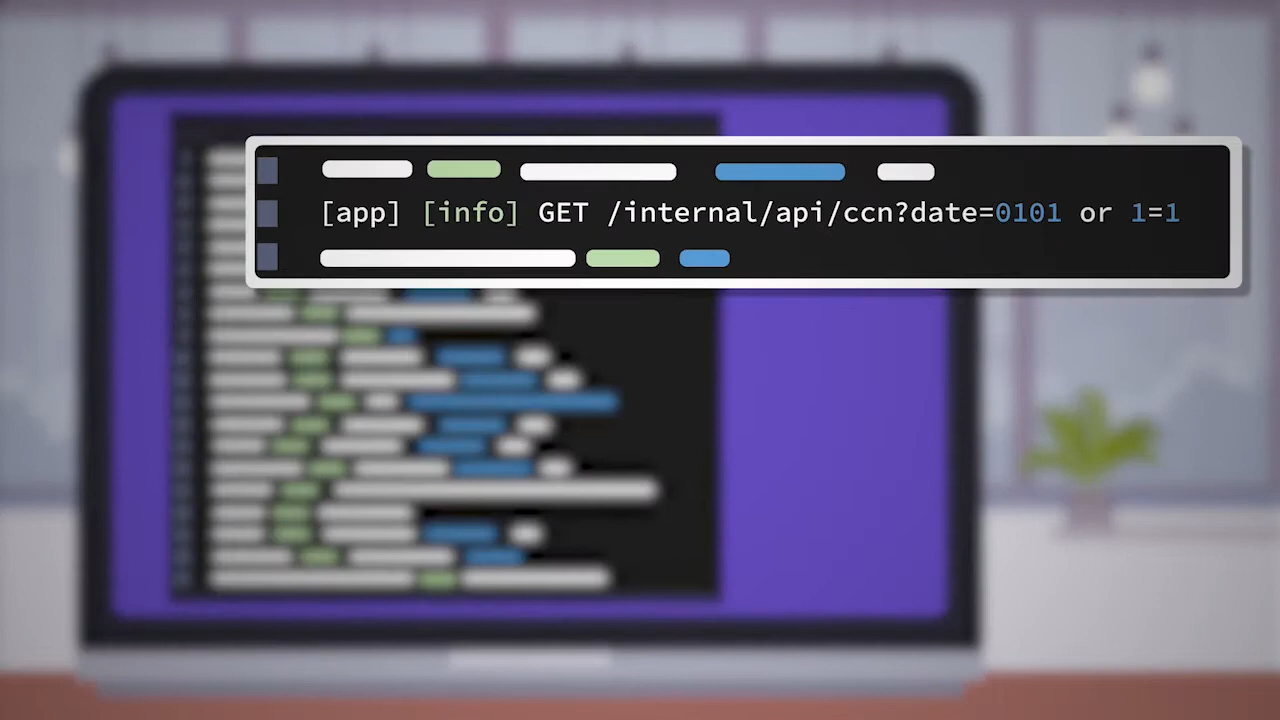 [app] [info] GET /internal/api/ccn?date=0101 or 1=1